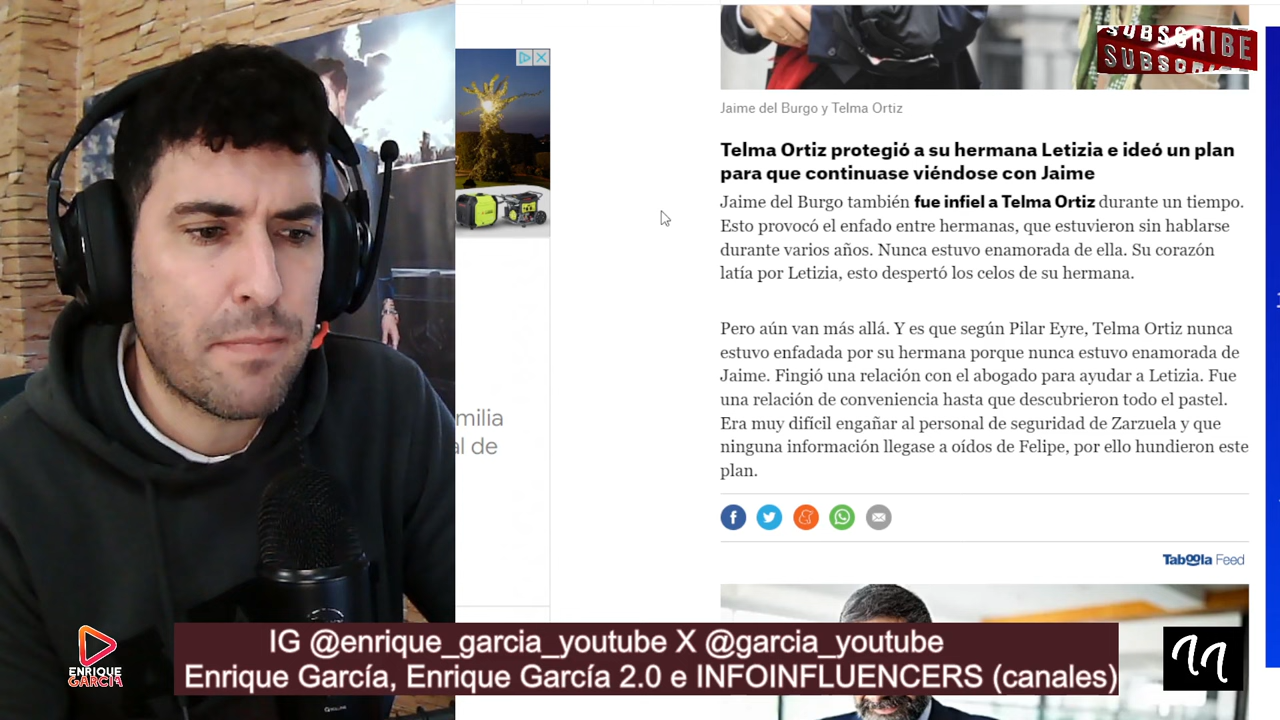 SUBSCRIBE
SUBSCRIBE
Jaime del Burgo y Telma Ortiz
Telma Ortiz protegió a su hermana Letizia e ideó un plan
para que continuase viéndose con Jaime
Jaime del Burgo también fue infiel a Telma Ortiz durante un tiempo.
Esto provocó el enfado entre hermanas, que estuvieron sin hablarse
durante varios años. Nunca estuvo enamorada de ella. Su corazón
latía por Letizia, esto despertó los celos de su hermana.
Pero aún van más allá. Y es que según Pilar Eyre, Telma Ortiz nunca
estuvo enfadada por su hermana porque nunca estuvo enamorada de
Jaime. Fingió una relación con el abogado para ayudar a Letizia. Fue
una relación de conveniencia hasta que descubrieron todo el pastel.
Era muy difícil engañar al personal de seguridad de Zarzuela y que
ninguna información llegase a oídos de Felipe, por ello hundieron este
plan.
milia
al de
Taboola Feed
IG @enrique_garcia_youtube X @garcia_youtube
Enrique García, Enrique García 2.0 e INFOINFLUENCERS (canales)
ENRIQUE
GARCÍA